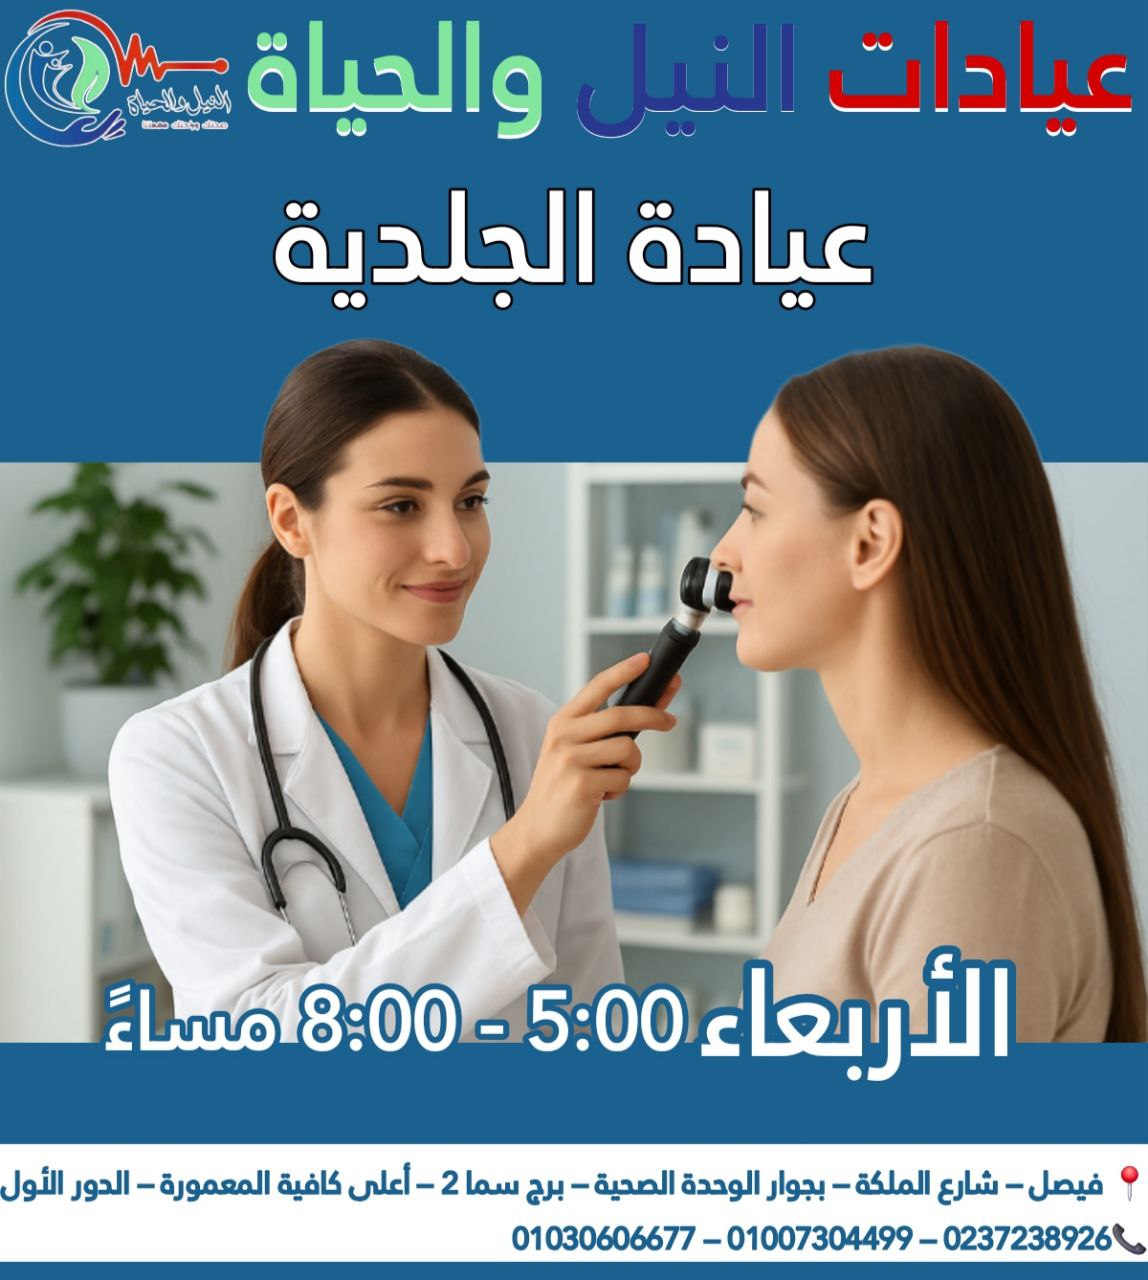 عيادات النيل والحياة
النيل والحياة
صحتك وراحتك مهمتنا
عيادة الجلدية
الأربعاء 5:00 - 8:00 مساءً
📍 فيصل – شارع الملكة – بجوار الوحدة الصحية – برج سما 2 – أعلى كافية المعمورة – الدور الأول
📞 0237238926 – 01007304499 – 01030606677